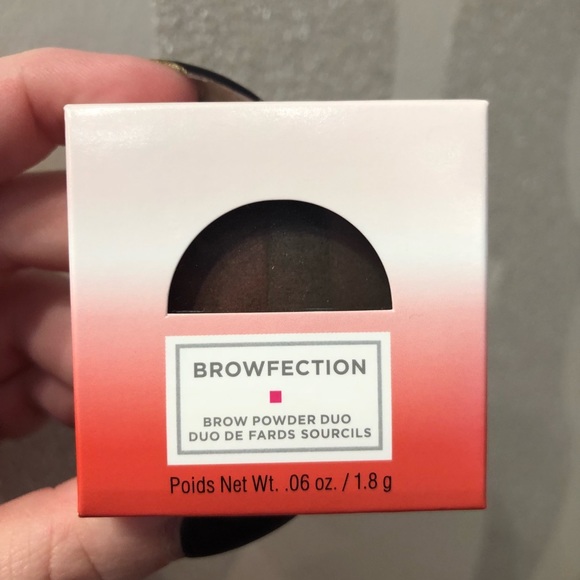 BROWFECTION
BROW POWDER DUO
DUO DE FARDS SOURCILS
Poids Net Wt. .06 oz. / 1.8 g